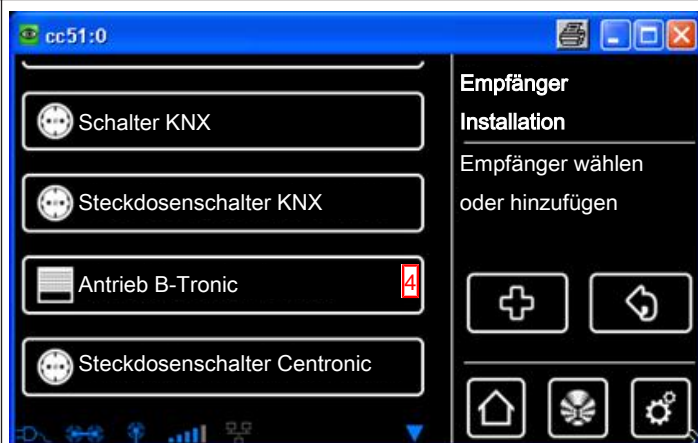 cc51:0
Schalter KNX
Steckdosenschalter KNX
Antrieb B-Tronic 4
Steckdosenschalter Centronic
Empfänger
Installation
Empfänger wählen
oder hinzufügen